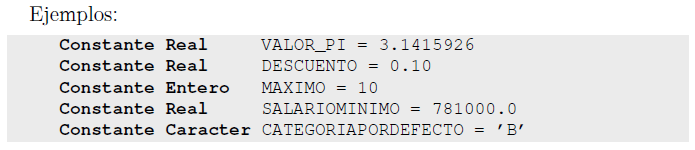 Ejemplos:
Constante Real VALOR_PI = 3.1415926
Constante Real DESCUENTO = 0.10
Constante Entero MAXIMO = 10
Constante Real SALARIOMINIMO = 781000.0
Constante Caracter CATEGORIAPORDEFECTO = ’B’